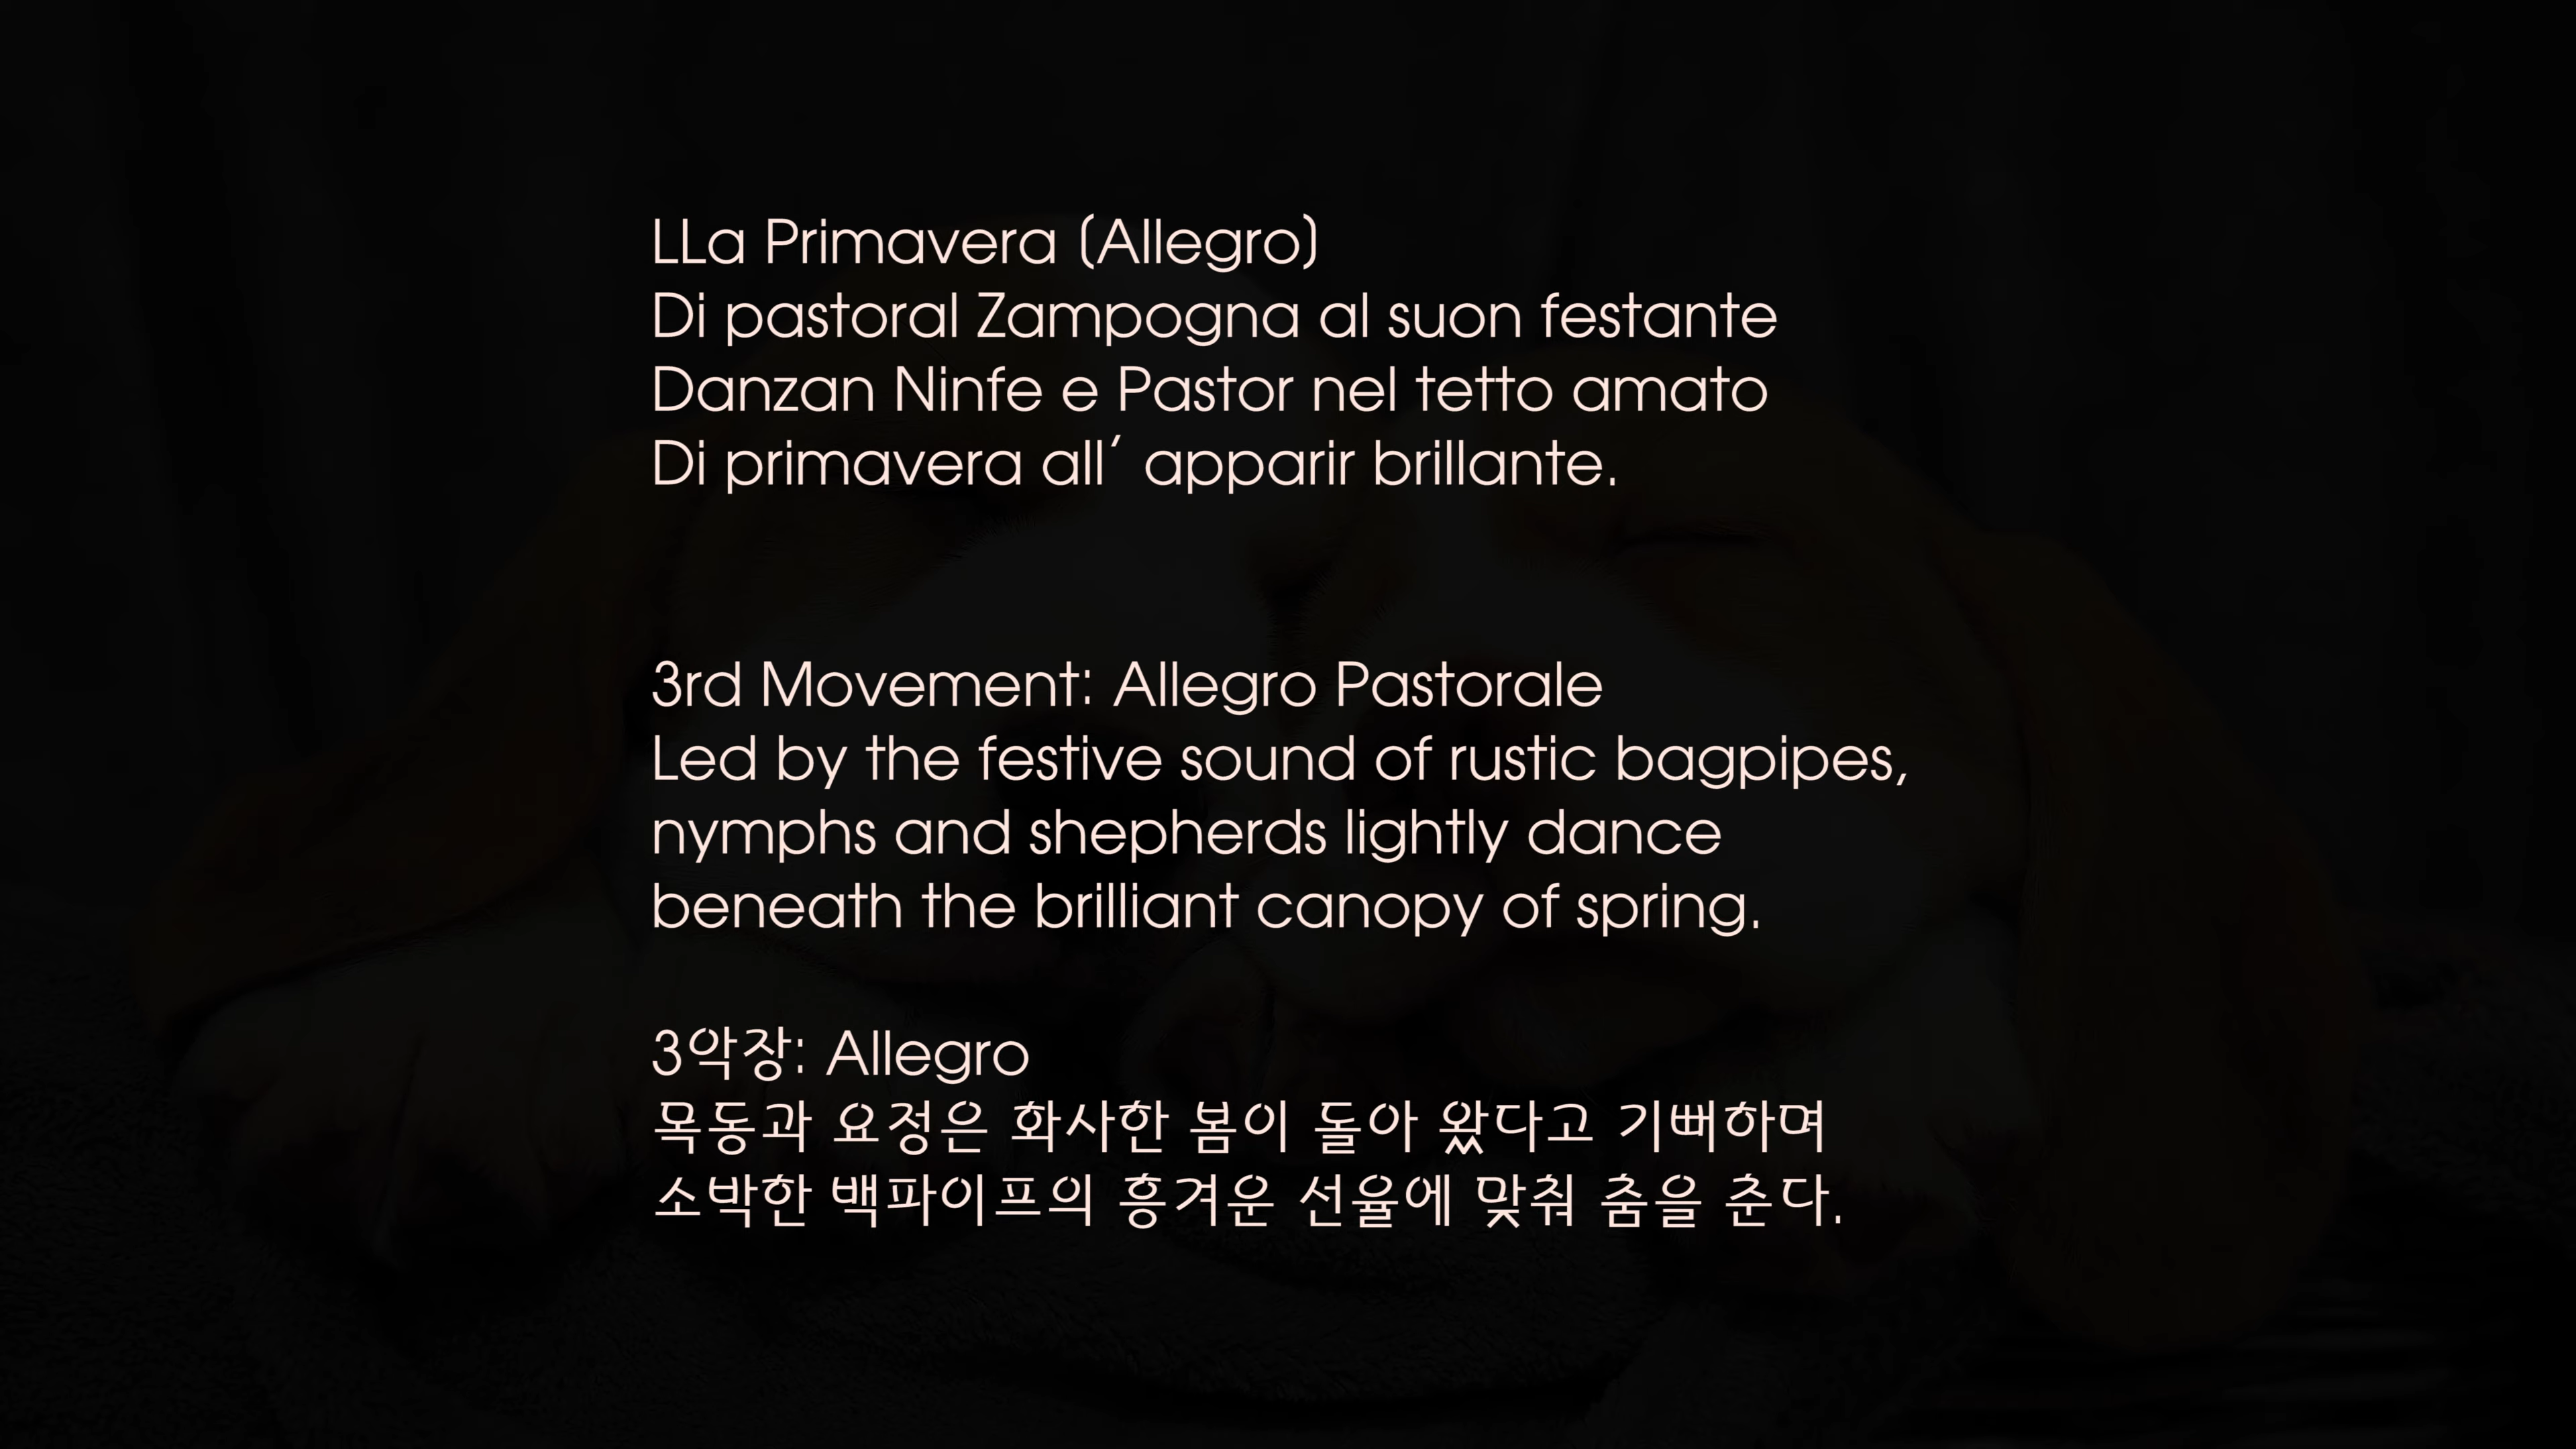 LLa Primavera (Allegro)
Di pastoral Zampogna al suon festante
Danzan Ninfe e Pastor nel tetto amato
Di primavera all´ apparir brillante.
3rd Movement: Allegro Pastorale
Led by the festive sound of rustic bagpipes,
nymphs and shepherds lightly dance
beneath the brilliant canopy of spring.
3악장: Allegro
목동과 요정은 화사한 봄이 돌아 왔다고 기뻐하며
소박한 백파이프의 흥겨운 선율에 맞춰 춤을 춘다.